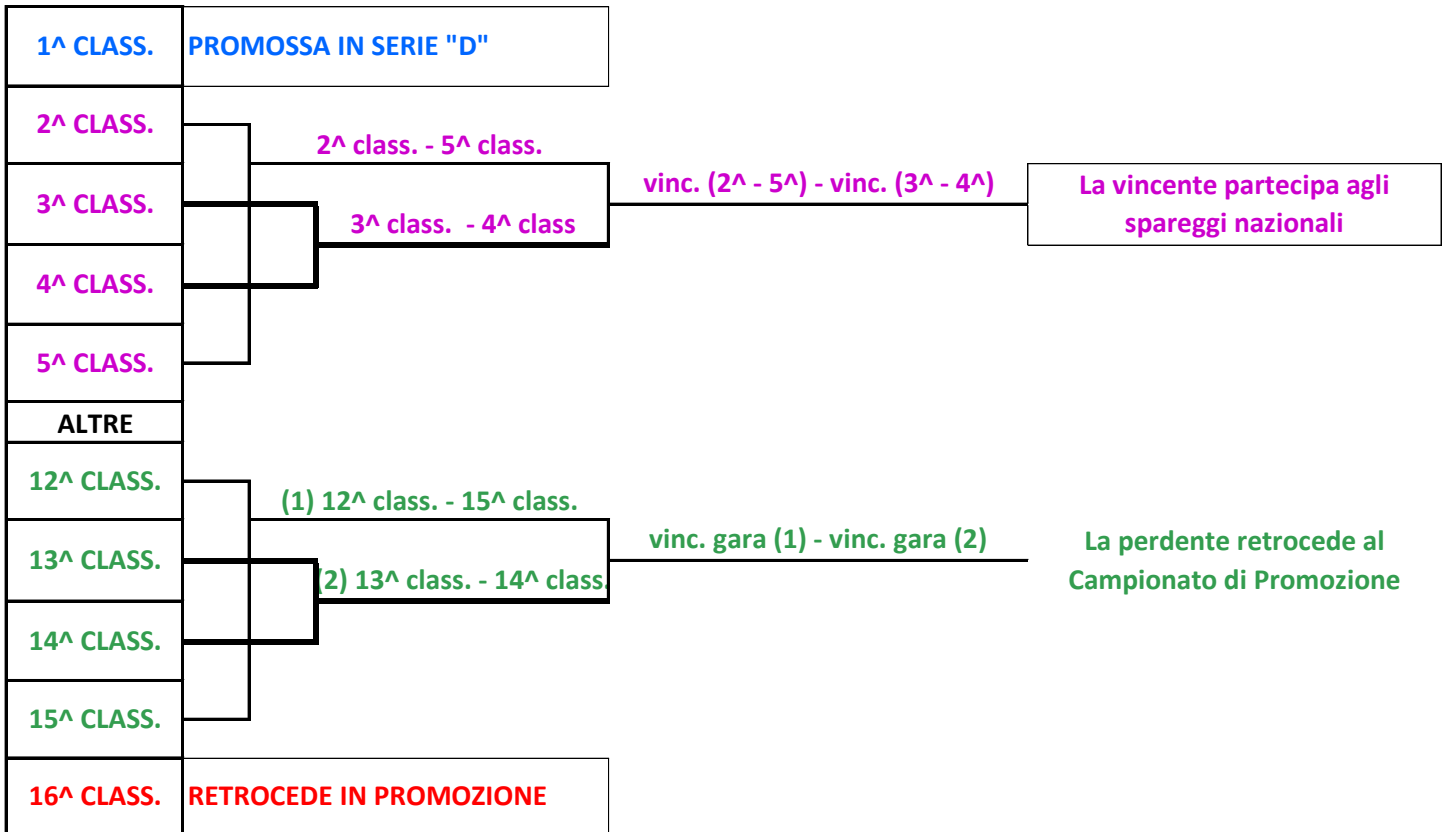 1^ CLASS.
PROMOSSA IN SERIE "D"
2^ CLASS.
2^ class. - 5^ class.
3^ CLASS.
vinc. (2^ - 5^) - vinc. (3^ - 4^)
La vincente partecipa agli
spareggi nazionali
3^ class.  - 4^ class
4^ CLASS.
5^ CLASS.
ALTRE
12^ CLASS.
(1) 12^ class. - 15^ class.
13^ CLASS.
vinc. gara (1) - vinc. gara (2)
La perdente retrocede al
Campionato di Promozione
(2) 13^ class. - 14^ class.
14^ CLASS.
15^ CLASS.
16^ CLASS.
RETROCEDE IN PROMOZIONE